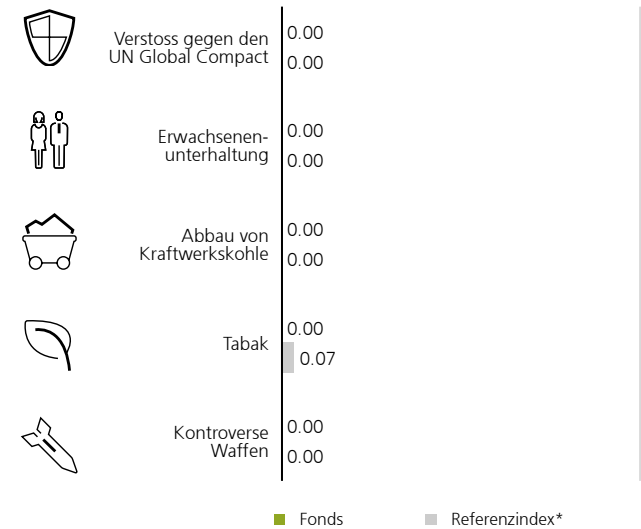 Verstoss gegen den
UN Global Compact
0.00
0.00
Erwachsenen-
unterhaltung
0.00
0.00
Abbau von
Kraftwerkskohle
0.00
0.00
Tabak
0.00
0.07
Kontroverse
Waffen
0.00
0.00
Fonds Referenzindex*